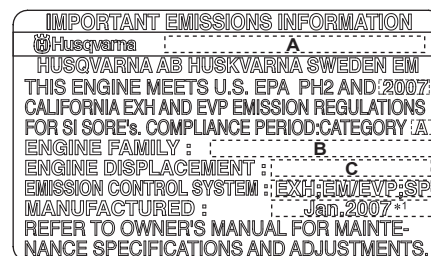 IMPORTANT EMISSIONS INFORMATION
Husqvarna A
HUSQVARNA AB HUSKVARNA SWEDEN EM
THIS ENGINE MEETS U.S. EPA PH2 AND 2007
CALIFORNIA EXH AND EVP EMISSION REGULATIONS
FOR SI SORE's. COMPLIANCE PERIOD:CATEGORY A
ENGINE FAMILY : B
ENGINE DISPLACEMENT : C
EMISSION CONTROL SYSTEM : EXH;EM/EVP;SP
MANUFACTURED : Jan,2007 *1
REFER TO OWNER'S MANUAL FOR MAINTE-
NANCE SPECIFICATIONS AND ADJUSTMENTS.